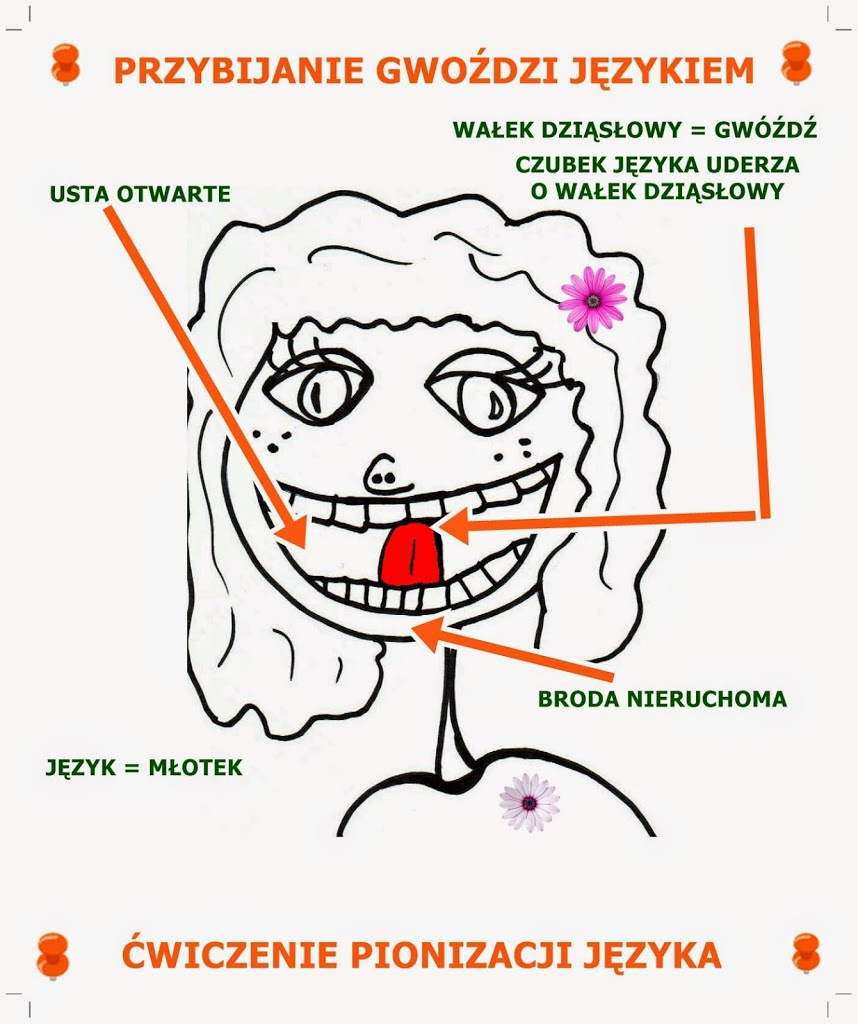 PRZYBIJANIE GWOŹDZI JĘZYKIEM
WAŁEK DZIĄSŁOWY = GWÓŹDŹ
CZUBEK JĘZYKA UDERZA
O WAŁEK DZIĄSŁOWY
USTA OTWARTE
BRODA NIERUCHOMA
JĘZYK = MŁOTEK
ĆWICZENIE PIONIZACJI JĘZYKA